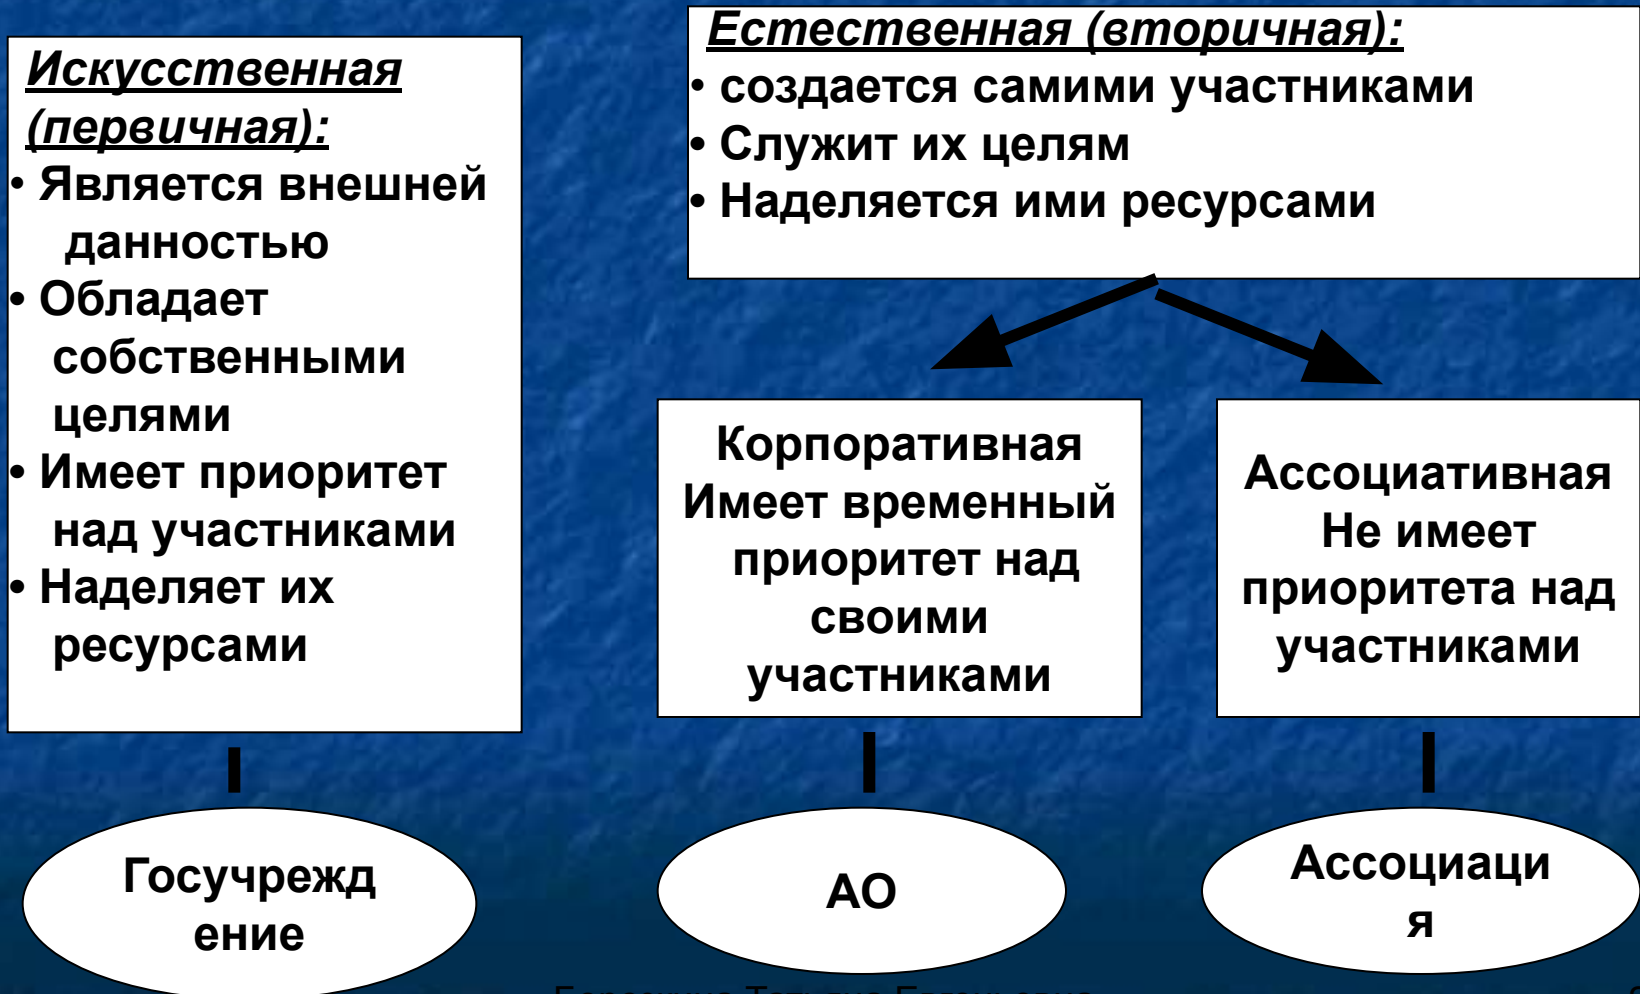 Искусственная
(первичная):
• Является внешней
данностью
• Обладает
собственными
целями
• Имеет приоритет
над участниками
• Наделяет их
ресурсами
Естественная (вторичная):
• создается самими участниками
• Служит их целям
• Наделяется ими ресурсами
Корпоративная
Имеет временный
приоритет над
своими
участниками
Ассоциативная
Не имеет
приоритета над
участниками
Госучрежд
ение
АО
Ассоциаци
я
Татьяна Евгеньевна